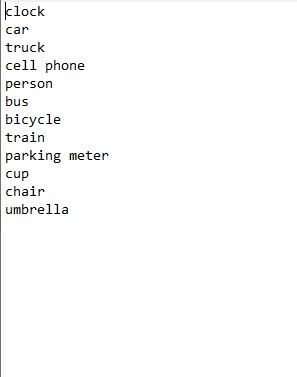 clock
car
truck
cell phone
person
bus
bicycle
train
parking meter
cup
chair
umbrella